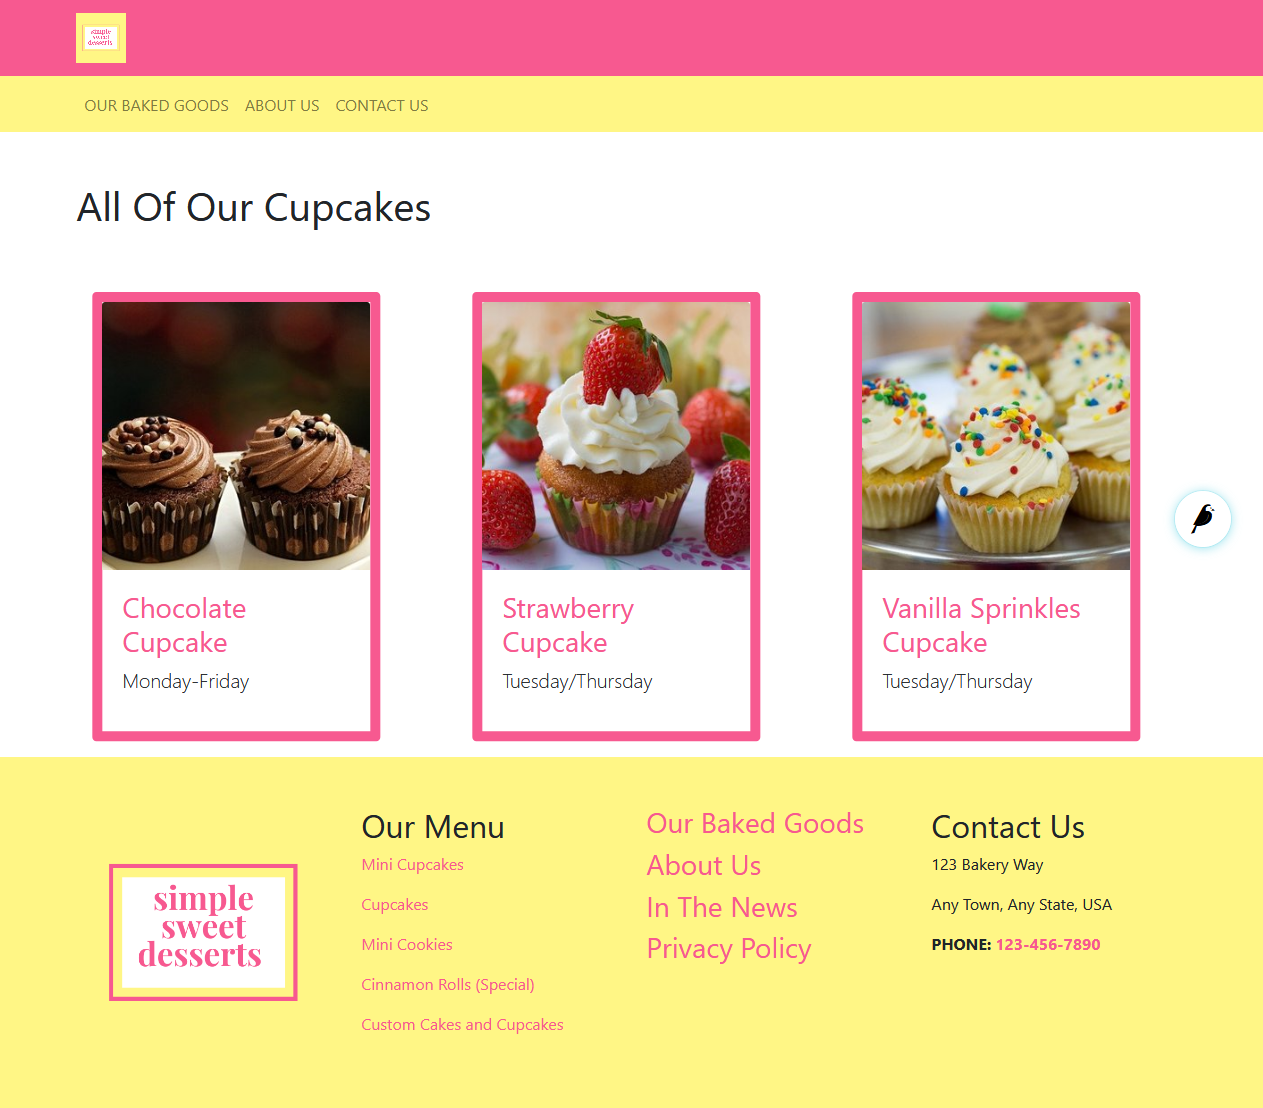 simple
sweet
desserts
OUR BAKED GOODS ABOUT US CONTACT US
All Of Our Cupcakes
Chocolate
Cupcake
Monday-Friday
Strawberry
Cupcake
Tuesday/Thursday
Vanilla Sprinkles
Cupcake
Tuesday/Thursday
simple
sweet
desserts
Our Menu
Mini Cupcakes
Cupcakes
Mini Cookies
Cinnamon Rolls (Special)
Custom Cakes and Cupcakes
Our Baked Goods
About Us
In The News
Privacy Policy
Contact Us
123 Bakery Way
Any Town, Any State, USA
PHONE: 123-456-7890